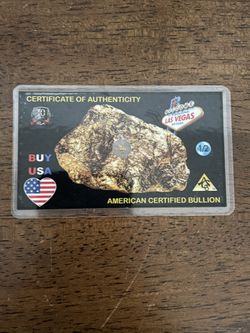 CERTIFICATE OF AUTHENTICITY
LAS VEGAS
1/2
BUY
USA
AMERICAN CERTIFIED BULLION